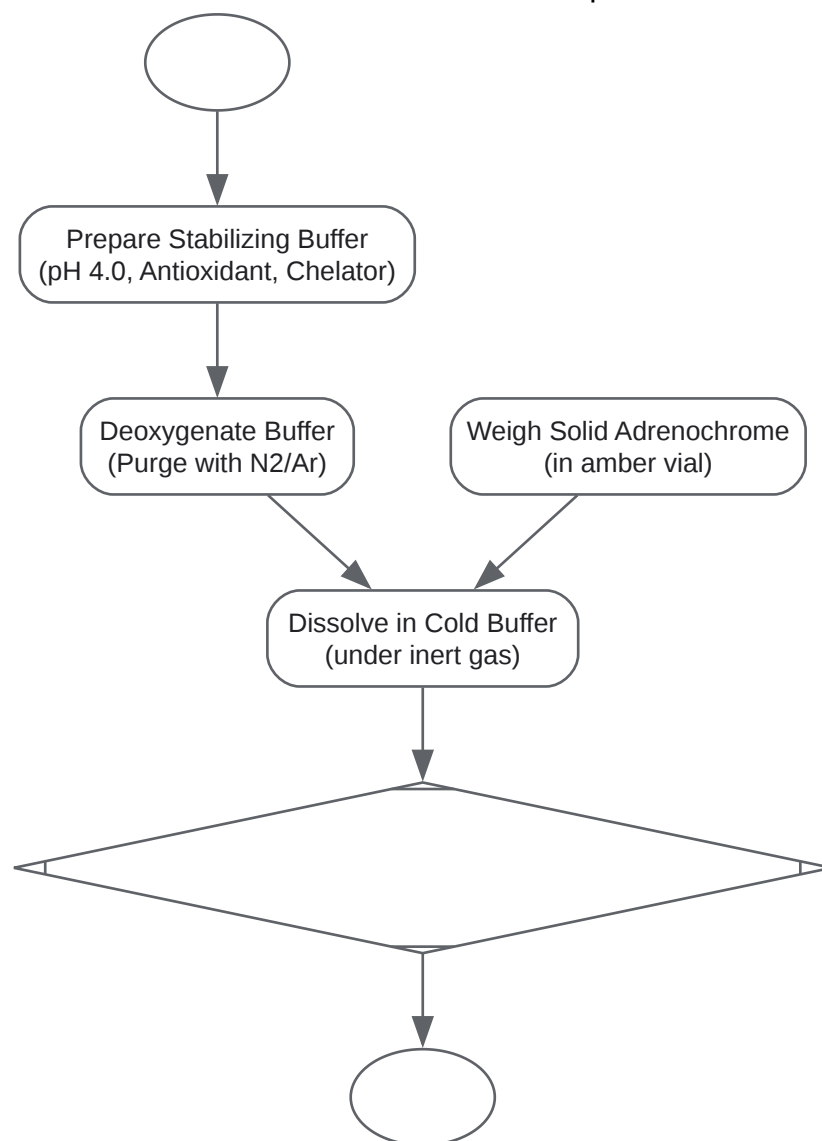 Prepare Stabilizing Buffer
(pH 4.0, Antioxidant, Chelator)
Deoxygenate Buffer
(Purge with N2/Ar)
Weigh Solid Adrenochrome
(in amber vial)
Dissolve in Cold Buffer
(under inert gas)